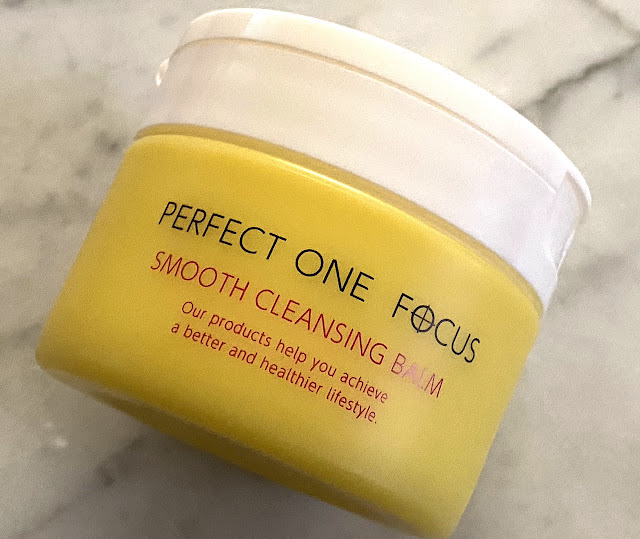 PERFECT ONE FOCUS
SMOOTH CLEANSING BALM
Our products help you achieve
a better and healthier lifestyle.